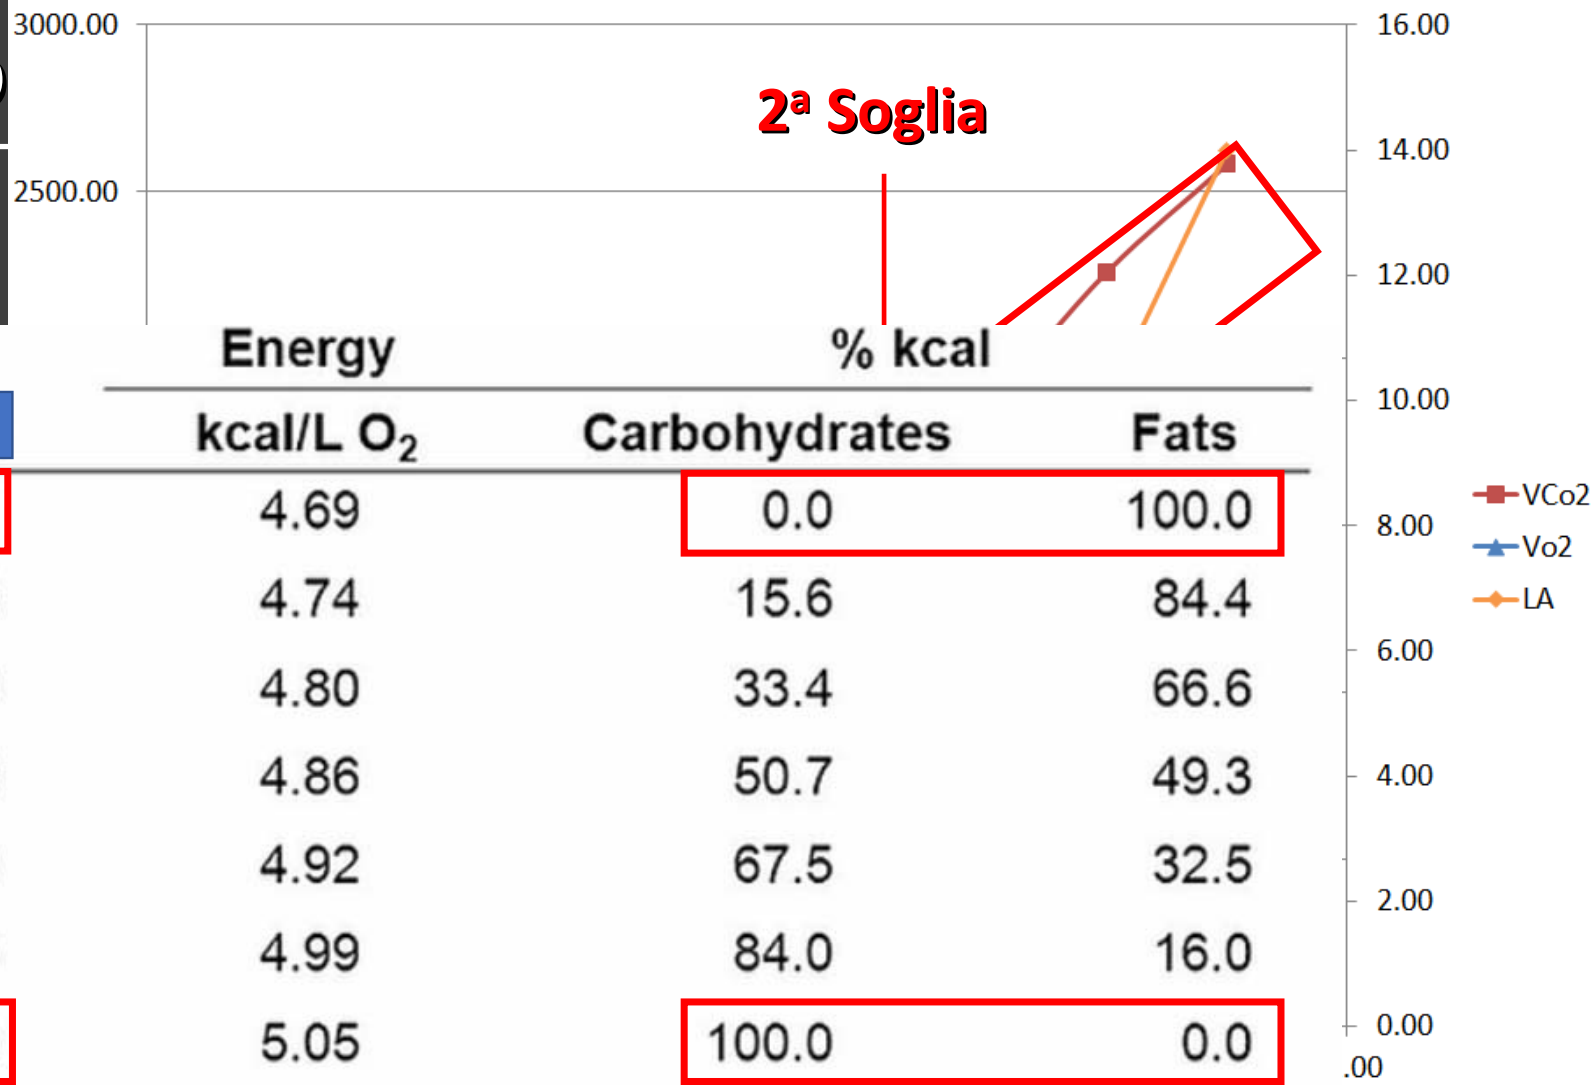 3000.00
16.00
)
2ª Soglia
14.00
2500.00
12.00
Energy % kcal
10.00
kcal/L O₂ Carbohydrates Fats
4.69 0.0 100.0
8.00
VCo2
Vo2
LA
4.74 15.6 84.4
6.00
4.80 33.4 66.6
4.86 50.7 49.3
4.00
4.92 67.5 32.5
2.00
4.99 84.0 16.0
0.00
5.05 100.0 0.0
.00